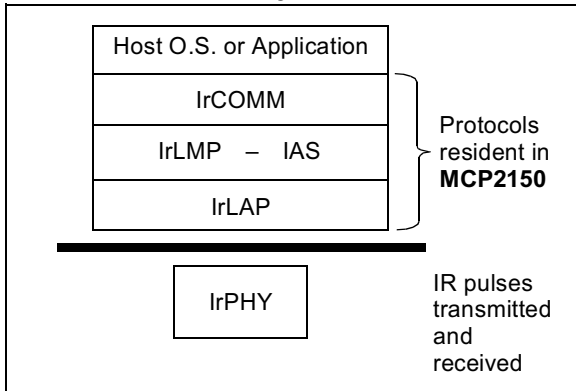 Host O.S. or Application
IrCOMM
IrLMP – IAS
IrLAP
Protocols
resident in
MCP2150
IrPHY
IR pulses
transmitted
and
received